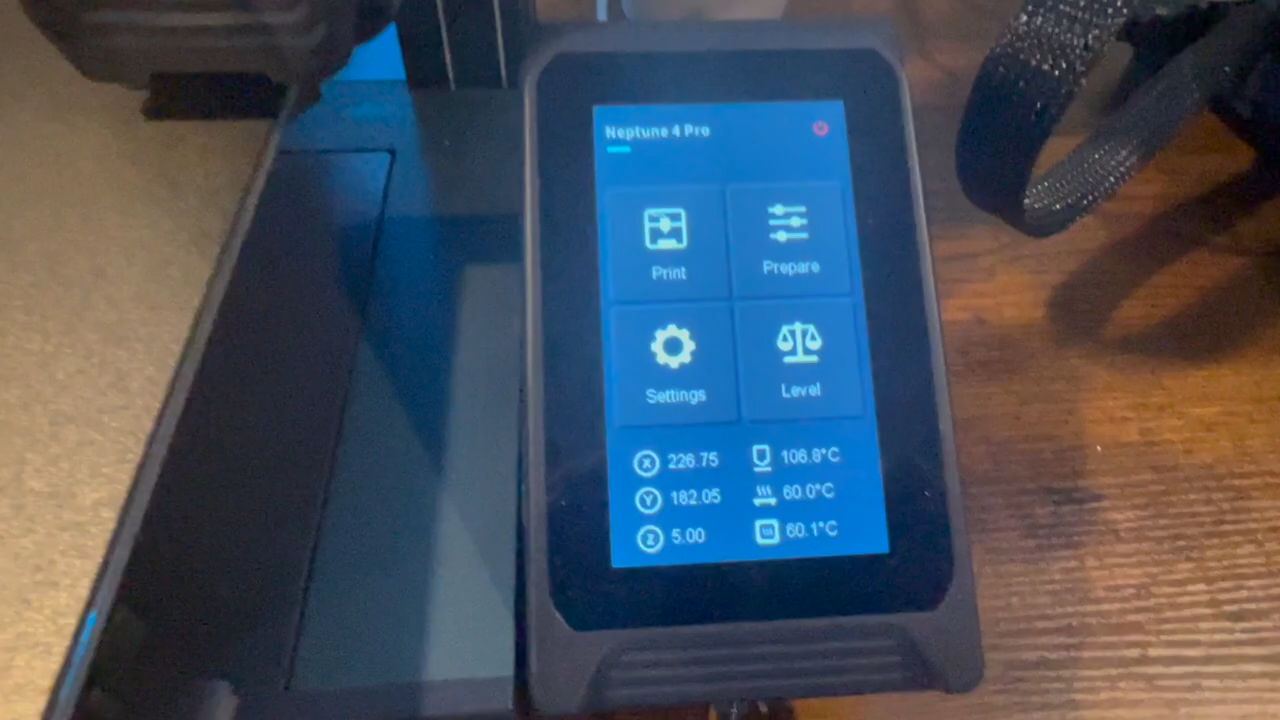 Neptune 4 Pro
Print
Prepare
Settings
Level
X 226.75
106.8°C
Y 182.05
60.0°C
Z 5.00
60.1°C